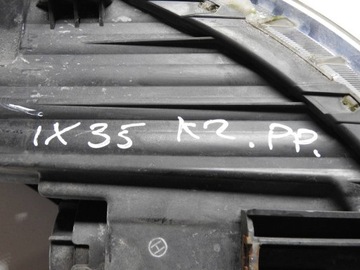 IX35 K2. PP.
H